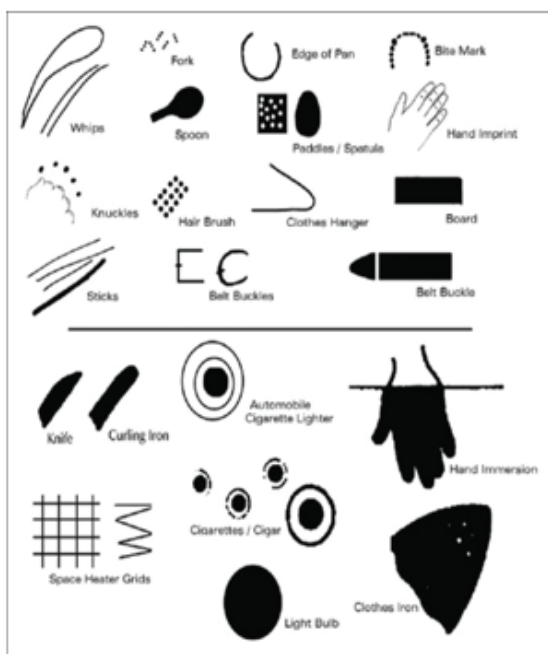 Fork
Edge of Pan
Bite Mark
Whips
Spoon
Paddles / Spatula
Hand Imprint
Knuckles
Hair Brush
Clothes Hanger
Board
Sticks
Belt Buckles
Belt Buckle
Knife
Curling Iron
Automobile
Cigarette Lighter
Hand Immersion
Cigarettes / Cigar
Space Heater Grids
Light Bulb
Clothes Iron